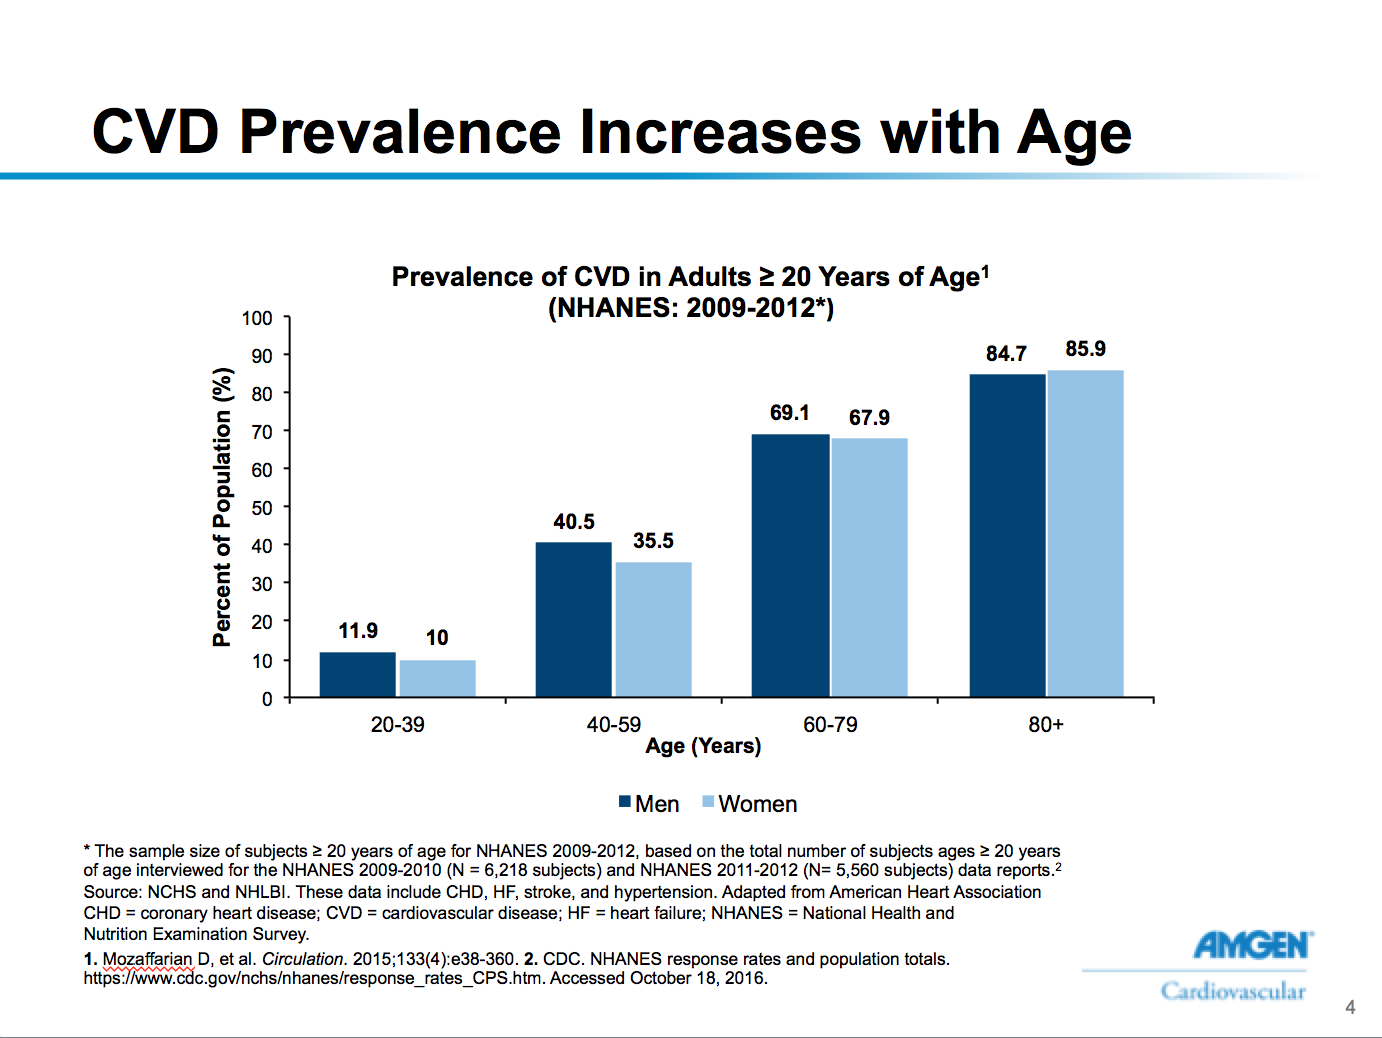 CVD Prevalence Increases with Age
Prevalence of CVD in Adults ≥ 20 Years of Age¹
(NHANES: 2009-2012*)
Percent of Population (%)
100
90
80
70
60
50
40
30
20
10
0
11.9
10
40.5
35.5
69.1
67.9
84.7
85.9
20-39
40-59
60-79
80+
Age (Years)
Men
Women
* The sample size of subjects ≥ 20 years of age for NHANES 2009-2012, based on the total number of subjects ages ≥ 20 years
of age interviewed for the NHANES 2009-2010 (N = 6,218 subjects) and NHANES 2011-2012 (N= 5,560 subjects) data reports.²
Source: NCHS and NHLBI. These data include CHD, HF, stroke, and hypertension. Adapted from American Heart Association
CHD = coronary heart disease; CVD = cardiovascular disease; HF = heart failure; NHANES = National Health and
Nutrition Examination Survey.
1. Mozaffarian D, et al. Circulation. 2015;133(4):e38-360. 2. CDC. NHANES response rates and population totals.
https://www.cdc.gov/nchs/nhanes/response_rates_CPS.htm. Accessed October 18, 2016.
AMGEN®
Cardiovascular
4